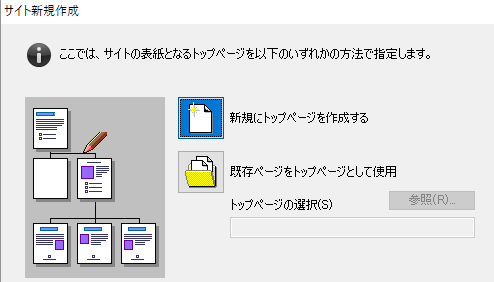 サイト新規作成
ここでは、サイトの表紙となるトップページを以下のいずれかの方法で指定します。
新規にトップページを作成する
既存ページをトップページとして使用
トップページの選択(S)
参照(R)...